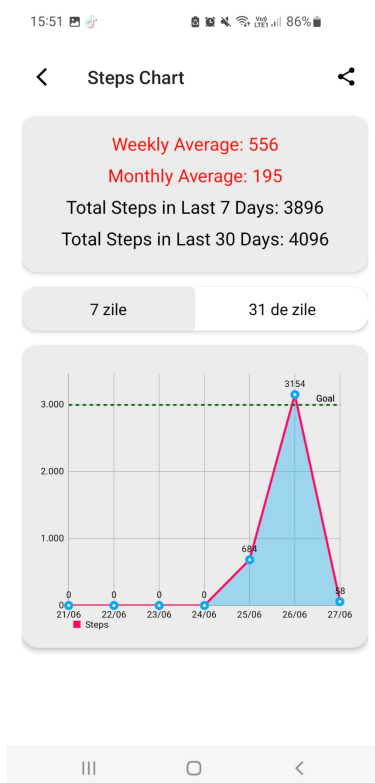 15:51 86%
Steps Chart
Weekly Average: 556
Monthly Average: 195
Total Steps in Last 7 Days: 3896
Total Steps in Last 30 Days: 4096
7 zile 31 de zile
3154
3.000 Goal
2.000
1.000
684
0 0 0 0 58
0
21/06 22/06 23/06 24/06 25/06 26/06 27/06
Steps